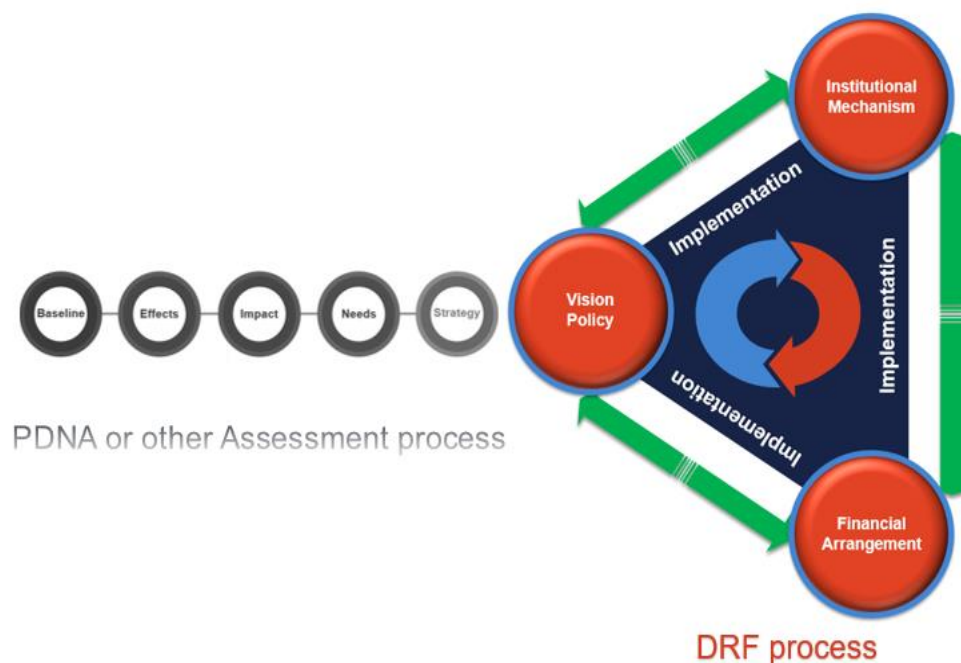 Institutional
Mechanism
Implementation
Vision
Policy
Implementation
Implementation
Baseline
Effects
Impact
Needs
Strategy
PDNA or other Assessment process
Financial
Arrangement
DRF process